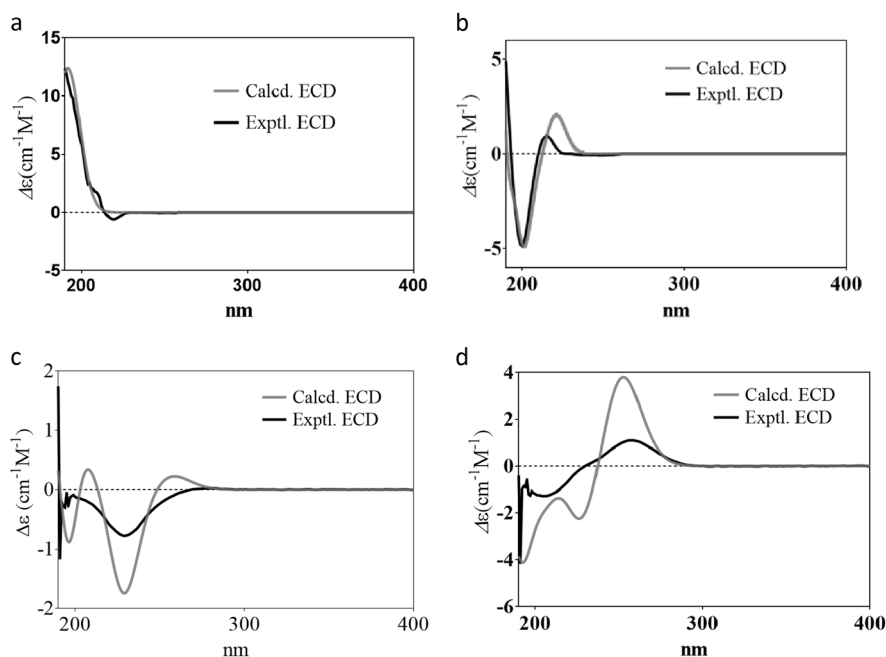 a
15
10
5
0
-5
Δε(cm⁻¹M⁻¹)
Calcd. ECD
Exptl. ECD
200
300
400
nm
b
5
0
-5
Δε(cm⁻¹M⁻¹)
Calcd. ECD
Exptl. ECD
200
300
400
nm
c
2
1
0
-1
-2
Δε (cm⁻¹M⁻¹)
Calcd. ECD
Exptl. ECD
200
300
400
nm
d
4
2
0
-2
-4
-6
Δε(cm⁻¹M⁻¹)
Calcd. ECD
Exptl. ECD
200
300
400
nm